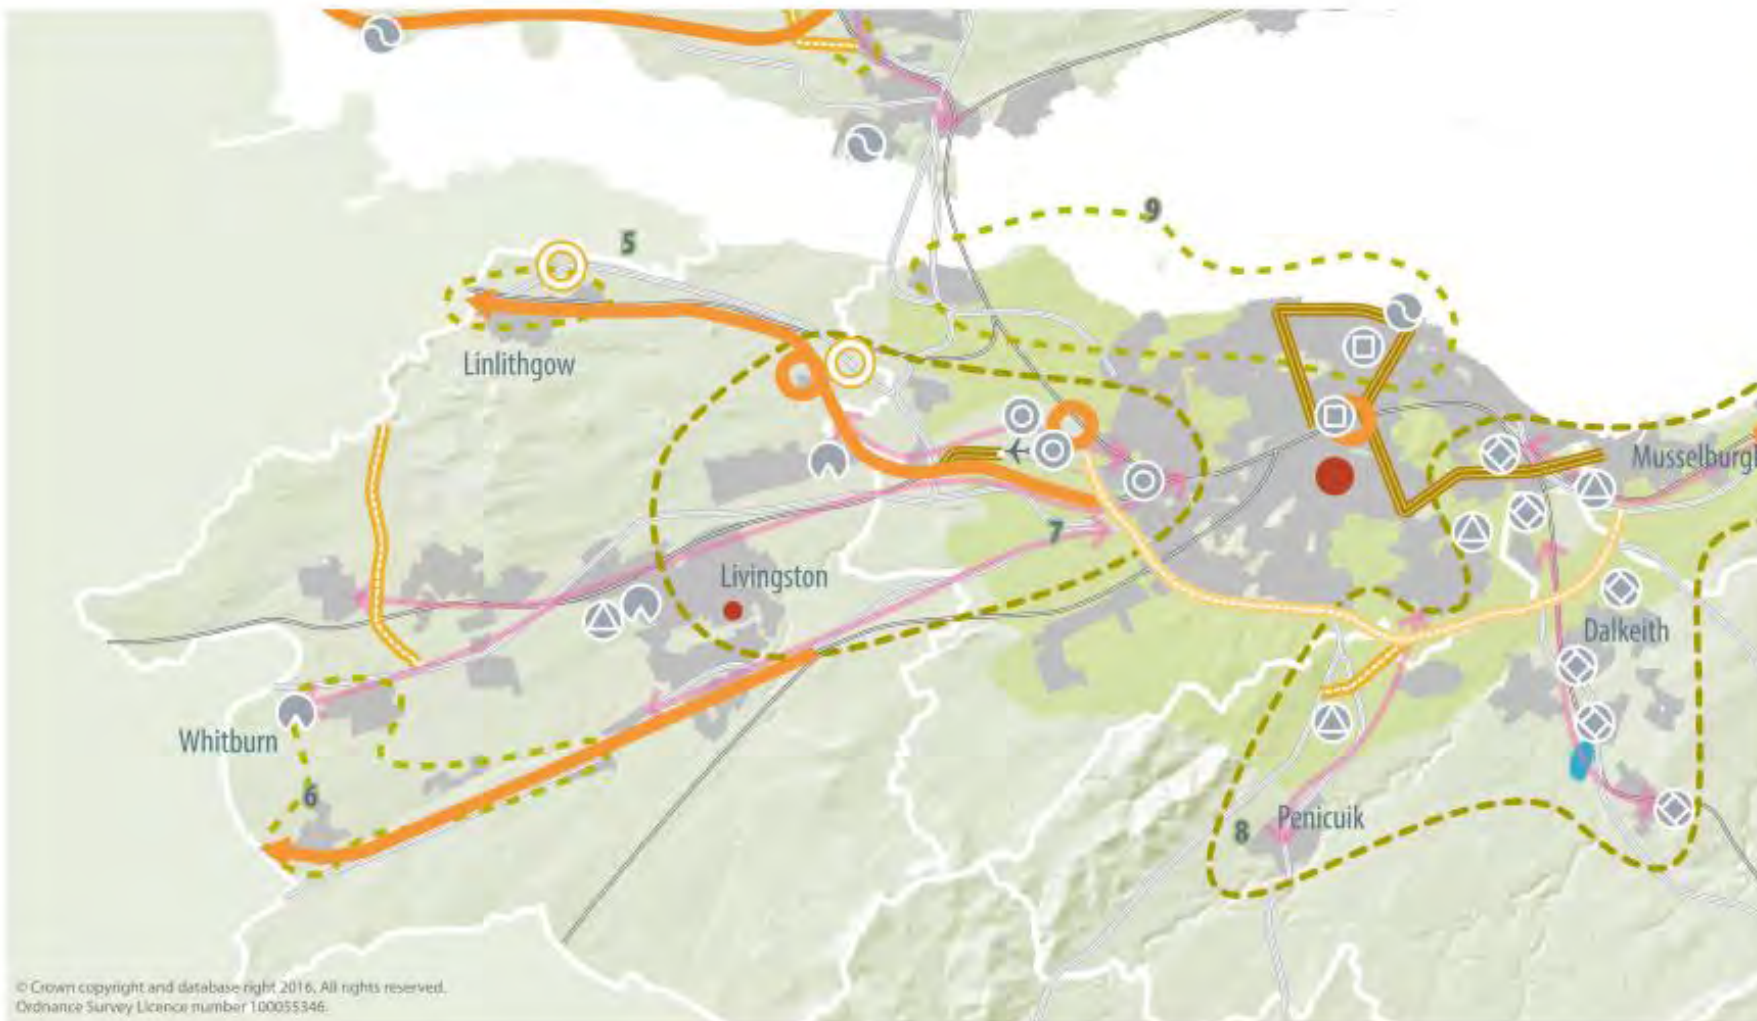 9
5
Linlithgow
Musselburgh
7
Livingston
Dalkeith
Whitburn
6
8
Penicuik
© Crown copyright and database right 2016. All rights reserved.
Ordnance Survey Licence number 100055346.